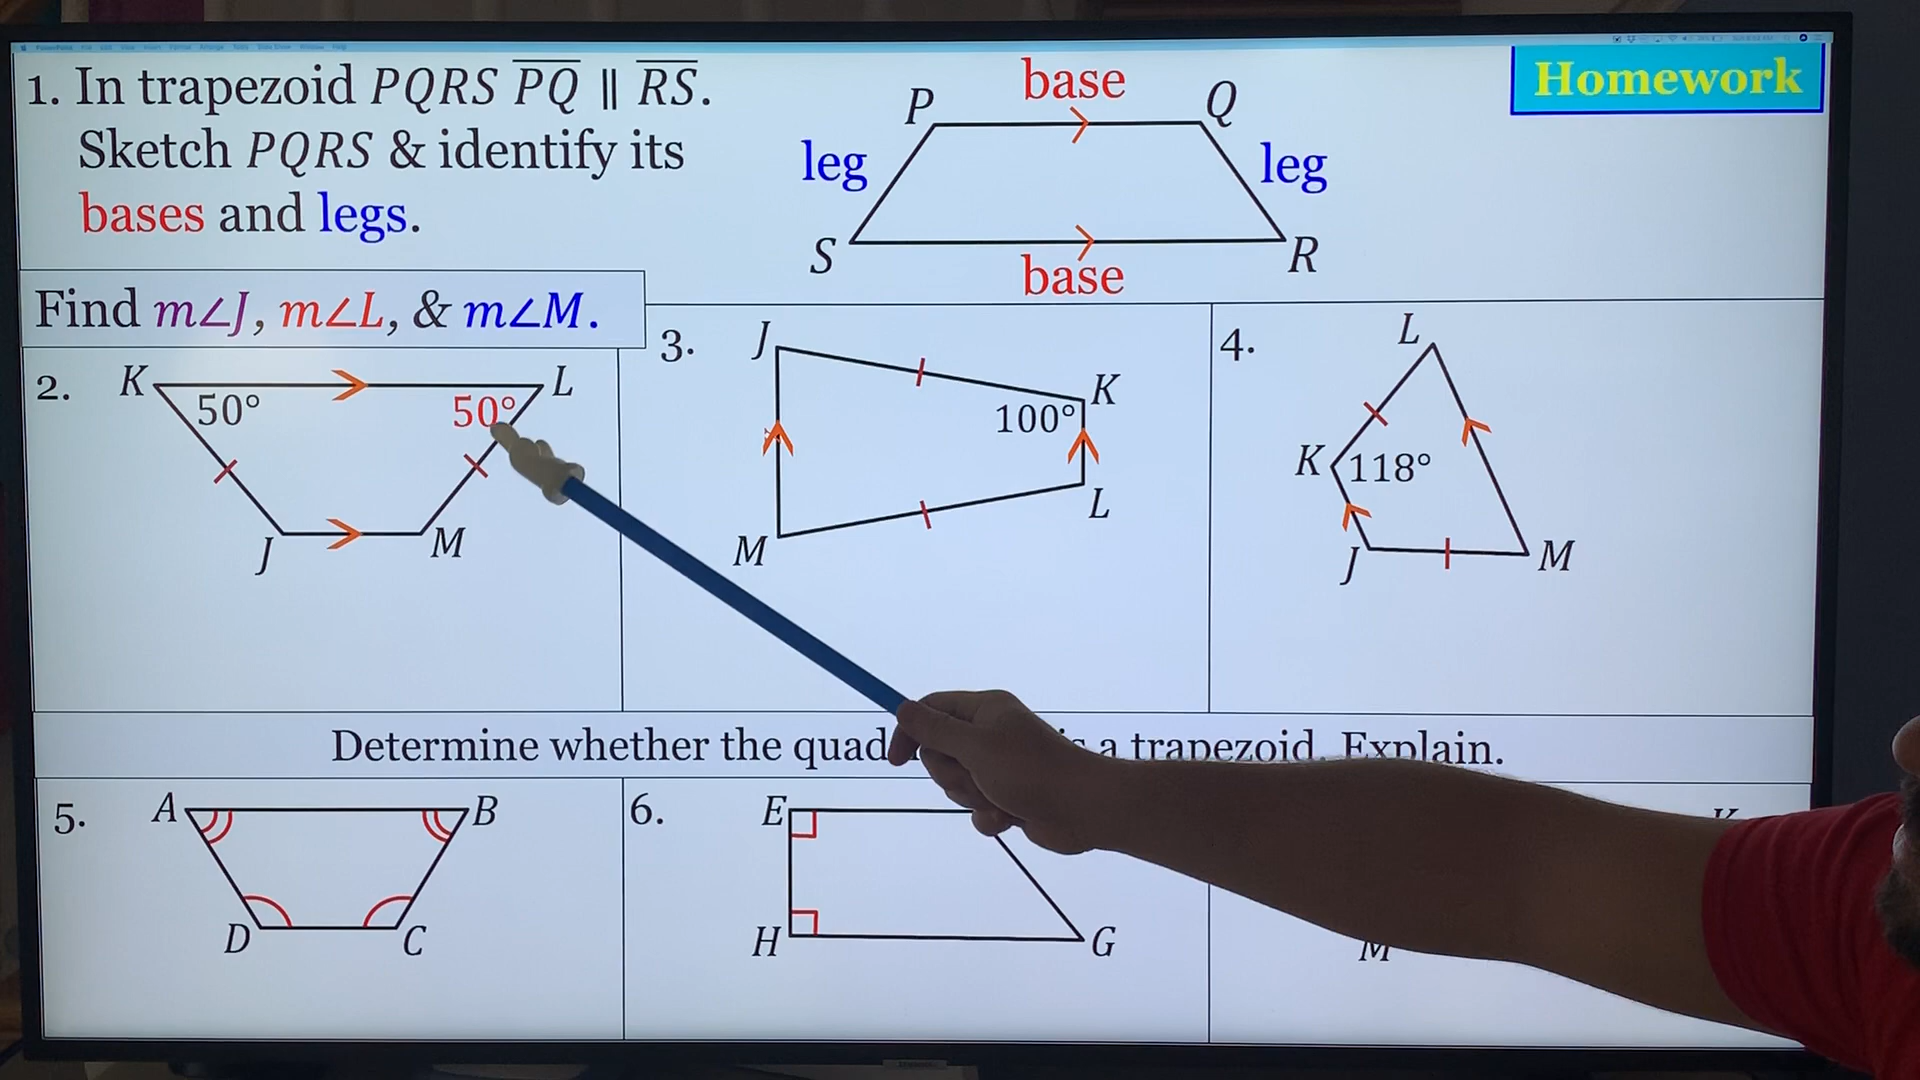 Homework
1. In trapezoid PQRS PQ ∥ RS.
Sketch PQRS & identify its
bases and legs.
P base Q
leg leg
S R
base
Find m∠J, m∠L, & m∠M.
2. K L
50° 50°
J M
3. J
K
100°
L
M
4. L
K 118°
J M
Determine whether the quad a trapezoid. Explain.
5. A B
D C
6. E
H G
M